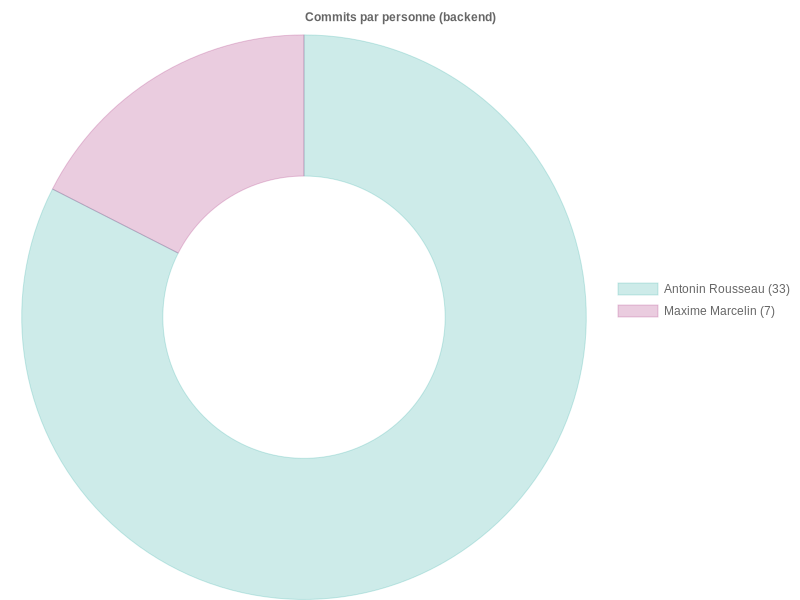 Commits par personne (backend)
Antonin Rousseau (33)
Maxime Marcelin (7)